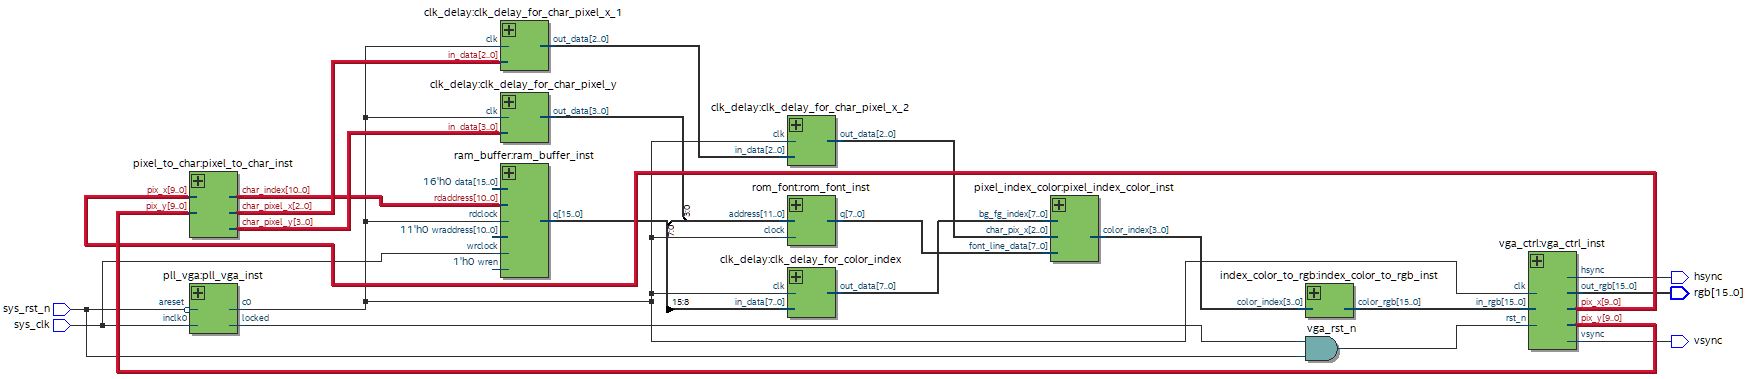 clk_delay:clk_delay_for_char_pixel_x_1
clk
in_data[2..0]
out_data[2..0]
clk_delay:clk_delay_for_char_pixel_y
clk
in_data[3..0]
out_data[3..0]
clk_delay:clk_delay_for_char_pixel_x_2
clk
in_data[2..0]
out_data[2..0]
pixel_to_char:pixel_to_char_inst
pix_x[9..0]
pix_y[9..0]
char_index[10..0]
char_pixel_x[2..0]
char_pixel_y[3..0]
ram_buffer:ram_buffer_inst
16'h0 data[15..0]
rdaddress[10..0]
rdclock
11'h0 wraddress[10..0]
wrclock
1'h0 wren
q[15..0]
3:0
7:0
15:8
rom_font:rom_font_inst
address[11..0]
clock
q[7..0]
clk_delay:clk_delay_for_color_index
clk
in_data[7..0]
out_data[7..0]
pixel_index_color:pixel_index_color_inst
bg_fg_index[7..0]
char_pix_x[2..0]
font_line_data[7..0]
color_index[3..0]
pll_vga:pll_vga_inst
areset
inclk0
c0
locked
sys_rst_n
sys_clk
index_color_to_rgb:index_color_to_rgb_inst
color_index[3..0]
color_rgb[15..0]
vga_rst_n
vga_ctrl:vga_ctrl_inst
clk
in_rgb[15..0]
rst_n
hsync
out_rgb[15..0]
pix_x[9..0]
pix_y[9..0]
vsync
hsync
rgb[15..0]
vsync